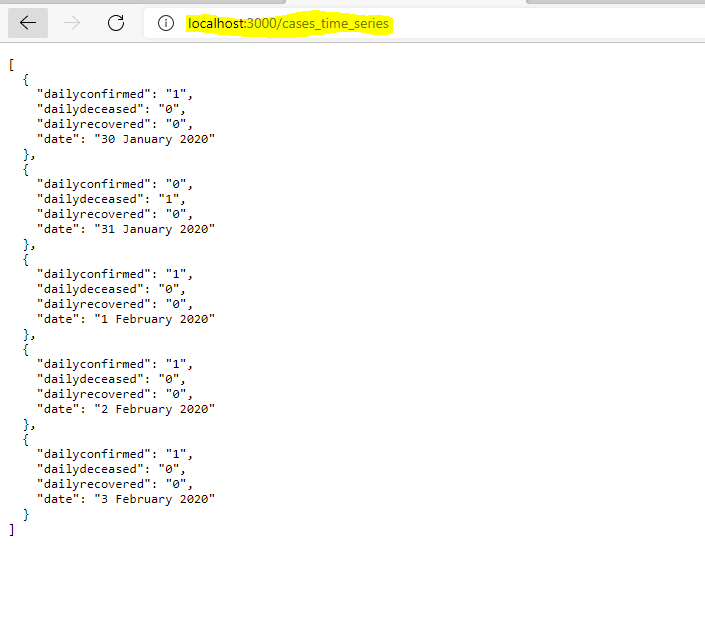 localhost:3000/cases_time_series
[
  {
    "dailyconfirmed": "1",
    "dailydeceased": "0",
    "dailyrecovered": "0",
    "date": "30 January 2020"
  },
  {
    "dailyconfirmed": "0",
    "dailydeceased": "1",
    "dailyrecovered": "0",
    "date": "31 January 2020"
  },
  {
    "dailyconfirmed": "1",
    "dailydeceased": "0",
    "dailyrecovered": "0",
    "date": "1 February 2020"
  },
  {
    "dailyconfirmed": "1",
    "dailydeceased": "0",
    "dailyrecovered": "0",
    "date": "2 February 2020"
  },
  {
    "dailyconfirmed": "1",
    "dailydeceased": "0",
    "dailyrecovered": "0",
    "date": "3 February 2020"
  }
]